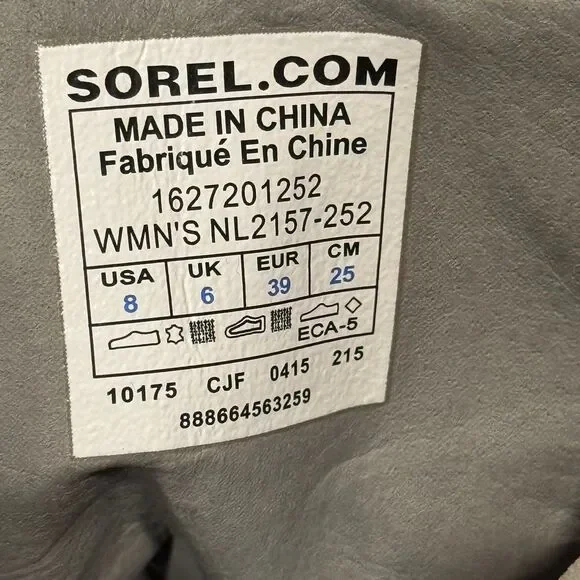 SOREL.COM
MADE IN CHINA
Fabriqué En Chine
1627201252
WMN'S NL2157-252
USA UK EUR CM
8 6 39 25
ECA-5
10175 CJF 0415 215
888664563259